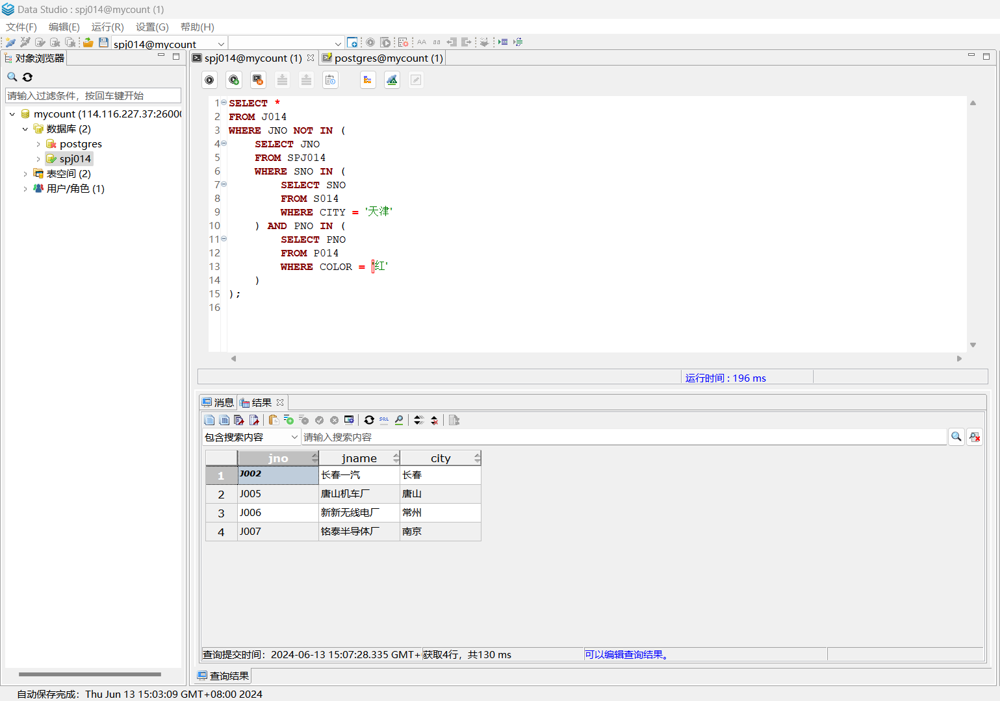 Data Studio : spj014@mycount (1)
文件(F) 编辑(E) 运行(R) 设置(G) 帮助(H)
spj014@mycount
AA aa
对象浏览器
spj014@mycount (1) postgres@mycount (1)
请输入过滤条件，按回车键开始
mycount (114.116.227.37:2600
数据库 (2)
postgres
spj014
表空间 (2)
用户/角色 (1)
1 SELECT *
2 FROM J014
3 WHERE JNO NOT IN (
4 SELECT JNO
5 FROM SPJ014
6 WHERE SNO IN (
7 SELECT SNO
8 FROM S014
9 WHERE CITY = '天津'
10 ) AND PNO IN (
11 SELECT PNO
12 FROM P014
13 WHERE COLOR = '红'
14 )
15 );
16
运行时间 : 196 ms
消息 结果
SQL
包含搜索内容 请输入搜索内容
jno jname city
1 J002 长春一汽 长春
2 J005 唐山机车厂 唐山
3 J006 新新无线电厂 常州
4 J007 铭泰半导体厂 南京
查询提交时间：2024-06-13 15:07:28.335 GMT+ 获取4行，共130 ms 可以编辑查询结果。
查询结果
自动保存完成：Thu Jun 13 15:03:09 GMT+08:00 2024